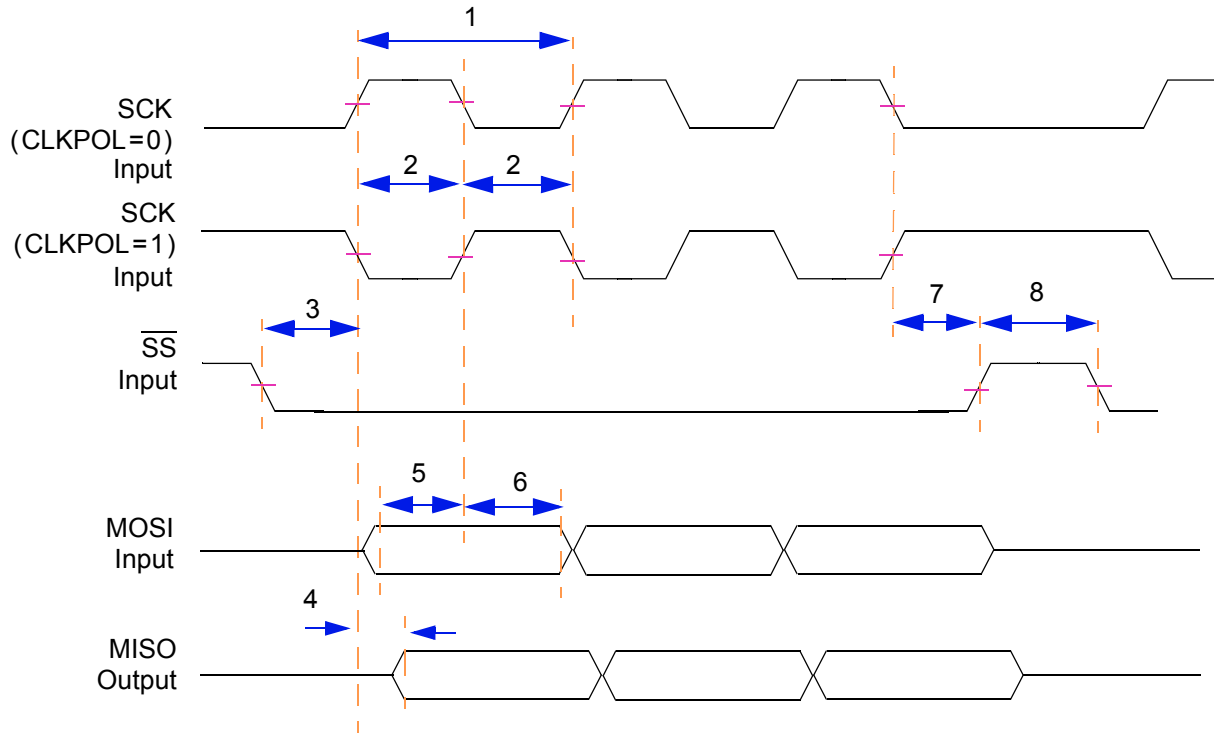 1
SCK
(CLKPOL=0)
Input
2 2
SCK
(CLKPOL=1)
Input
3 7 8
SS
Input
5 6
MOSI
Input
4
MISO
Output